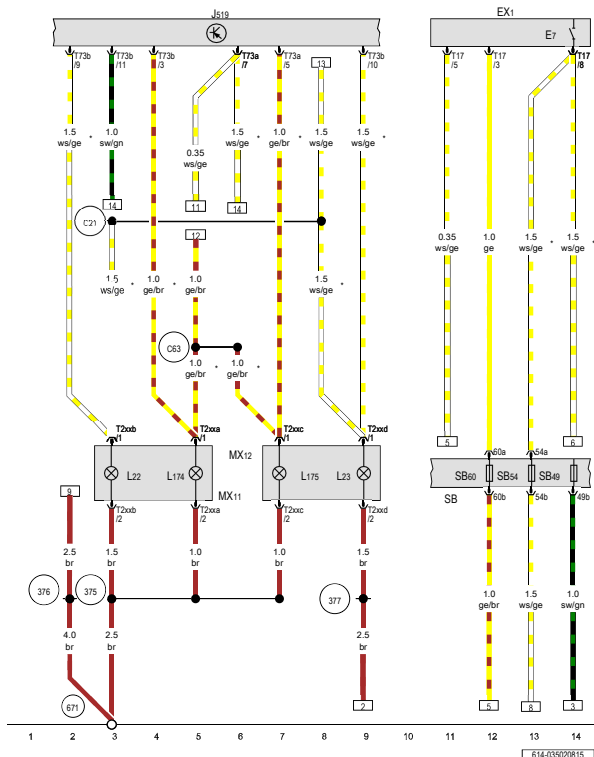 J519
EX1
E7
T73b /9
T73b /11
T73b /3
T73a /7
T73a /5
13
T73b /10
T17 /5
T17 /3
T17 /8
1.5 ws/ge *
1.0 sw/gn
1.0 ge/br *
0.35 ws/ge
1.5 ws/ge *
1.0 ge/br *
1.5 ws/ge *
1.5 ws/ge *
14
11
14
C21
12
1.5 ws/ge *
1.0 ge/br *
1.0 ge/br
1.5 ws/ge *
0.35 ws/ge
1.0 ge
1.5 ws/ge *
1.5 ws/ge *
C63
1.0 ge/br *
1.0 ge/br *
T2xxb /1
T2xxa /1
T2xxc /1
T2xxd /1
5
6
MX12
60a
54a
L22
L174
L175
L23
SB60
SB54
SB49
9
MX11
SB
60b
54b
49b
T2xxb /2
T2xxa /2
T2xxc /2
T2xxd /2
2.5 br
1.5 br
1.0 br
1.0 br
1.5 br
376
375
377
1.0 ge/br
1.5 ws/ge
1.0 sw/gn
4.0 br
2.5 br
2.5 br
671
2
5
8
3
1 2 3 4 5 6 7 8 9 10 11 12 13 14
614-035020815